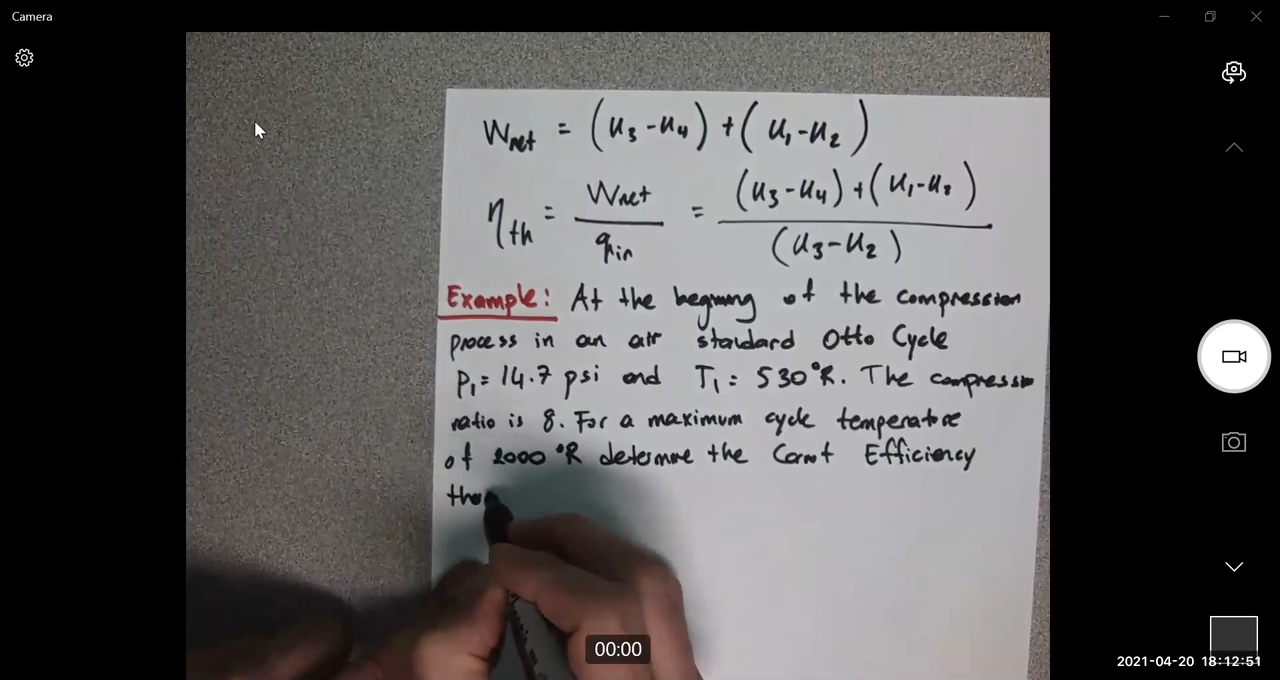 Camera
Wnet = (u3 - u4) + (u1 - u2)
ηth = Wnet / qin = (u3 - u4) + (u1 - u2) / (u3 - u2)
Example: At the begining of the compression
process in an air standard Otto Cycle
P1 = 14.7 psi and T1 = 530°R. The compression
ratio is 8. For a maximum cycle temperature
of 2000 °R determine the Carnot Efficiency
the
00:00
2021-04-20 18:12:51